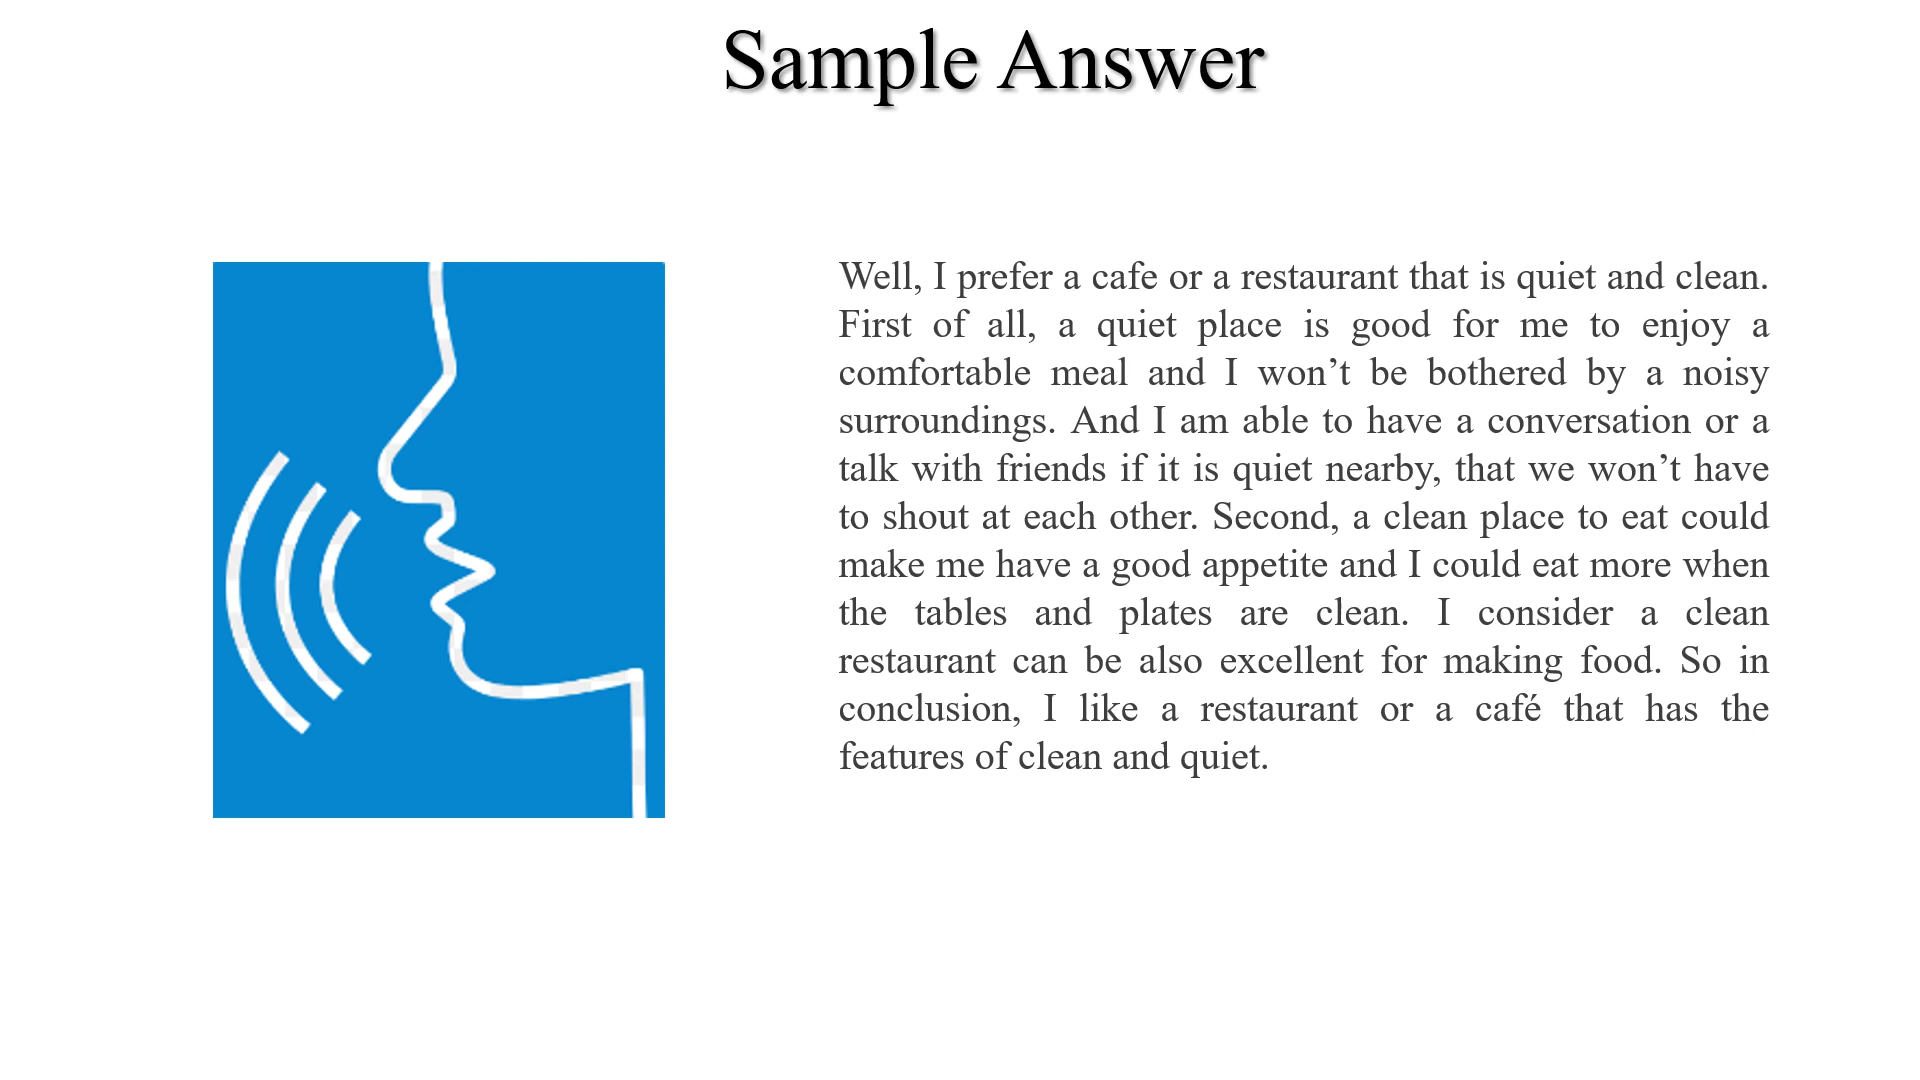 Sample Answer
Well, I prefer a cafe or a restaurant that is quiet and clean.
First of all, a quiet place is good for me to enjoy a
comfortable meal and I won’t be bothered by a noisy
surroundings. And I am able to have a conversation or a
talk with friends if it is quiet nearby, that we won’t have
to shout at each other. Second, a clean place to eat could
make me have a good appetite and I could eat more when
the tables and plates are clean. I consider a clean
restaurant can be also excellent for making food. So in
conclusion, I like a restaurant or a café that has the
features of clean and quiet.